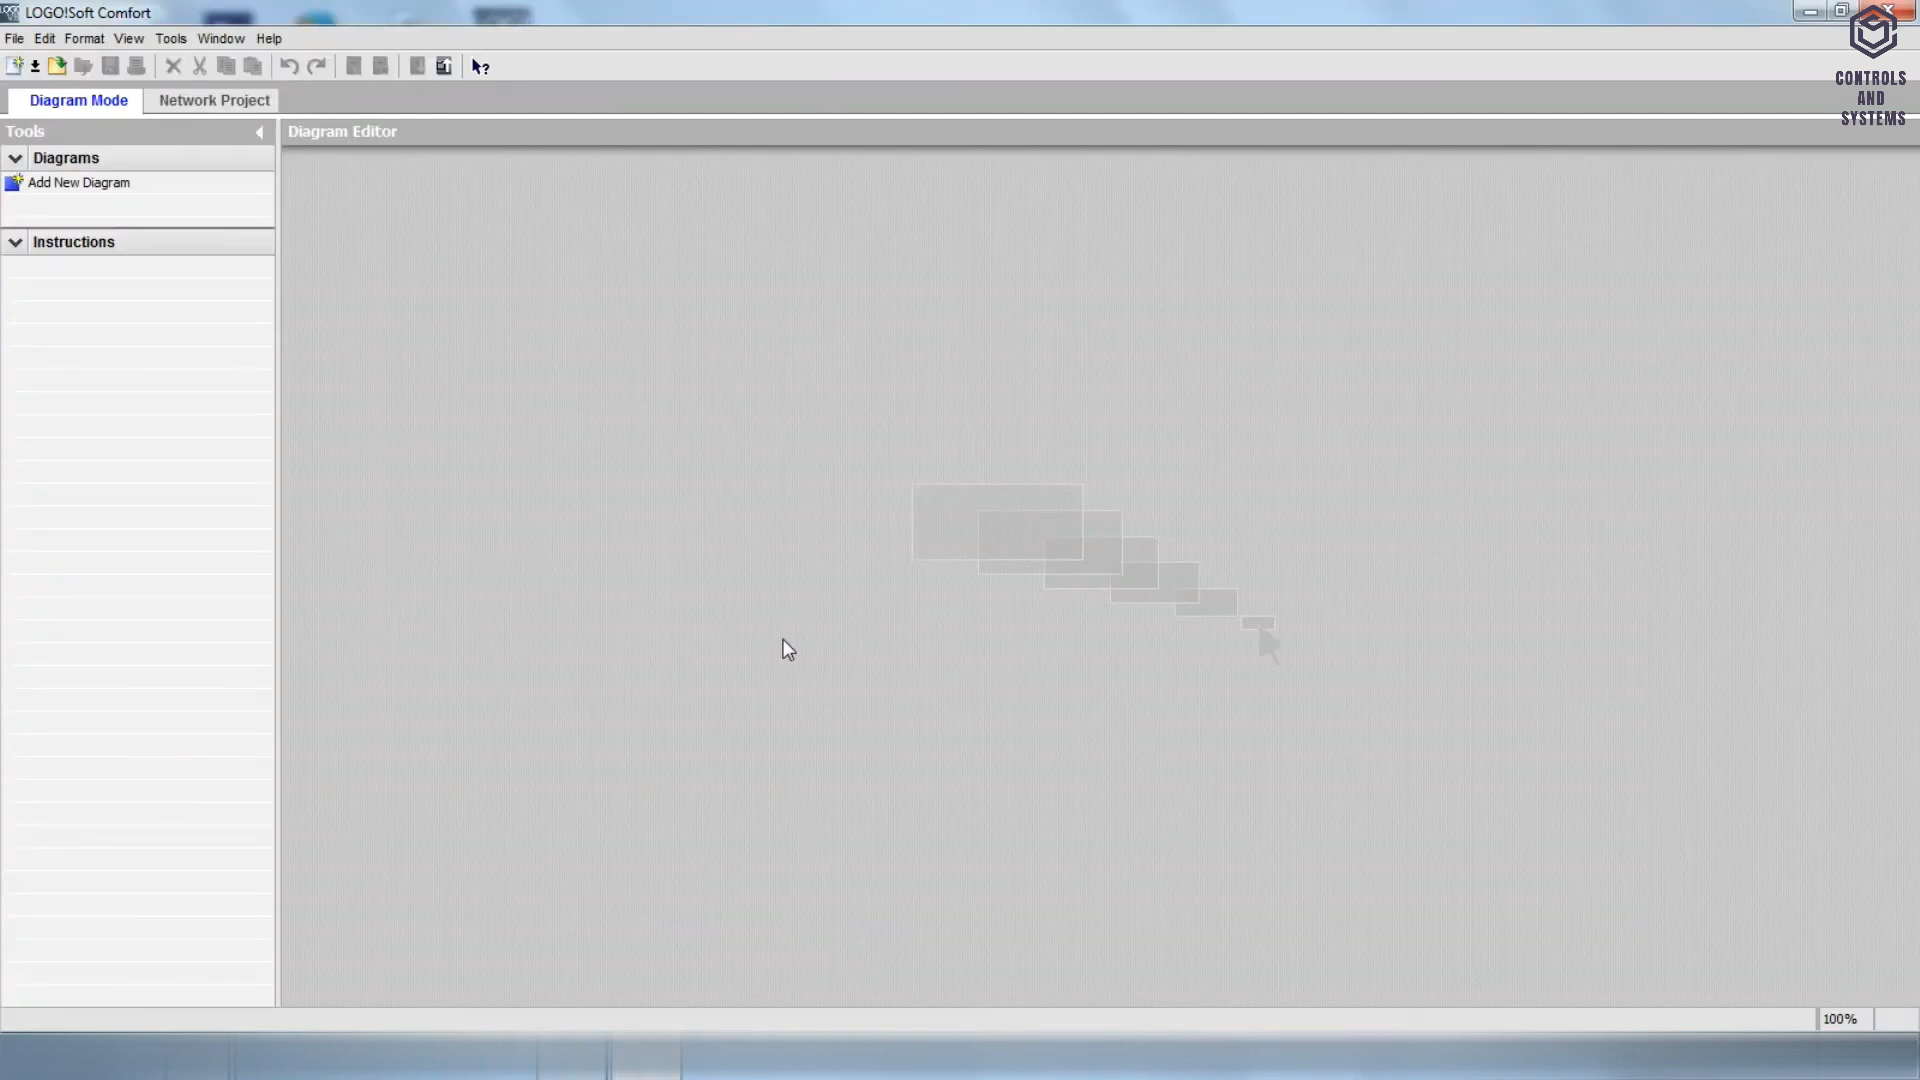 LOGO!Soft Comfort
File Edit Format View Tools Window Help
Diagram Mode Network Project
Tools
Diagram Editor
Diagrams
Add New Diagram
Instructions
CONTROLS
AND
SYSTEMS
100%